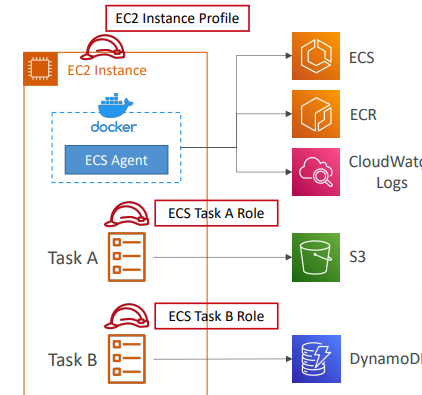 EC2 Instance Profile
EC2 Instance
docker
ECS Agent
ECS
ECR
CloudWatc
Logs
ECS Task A Role
Task A
S3
ECS Task B Role
Task B
DynamoD